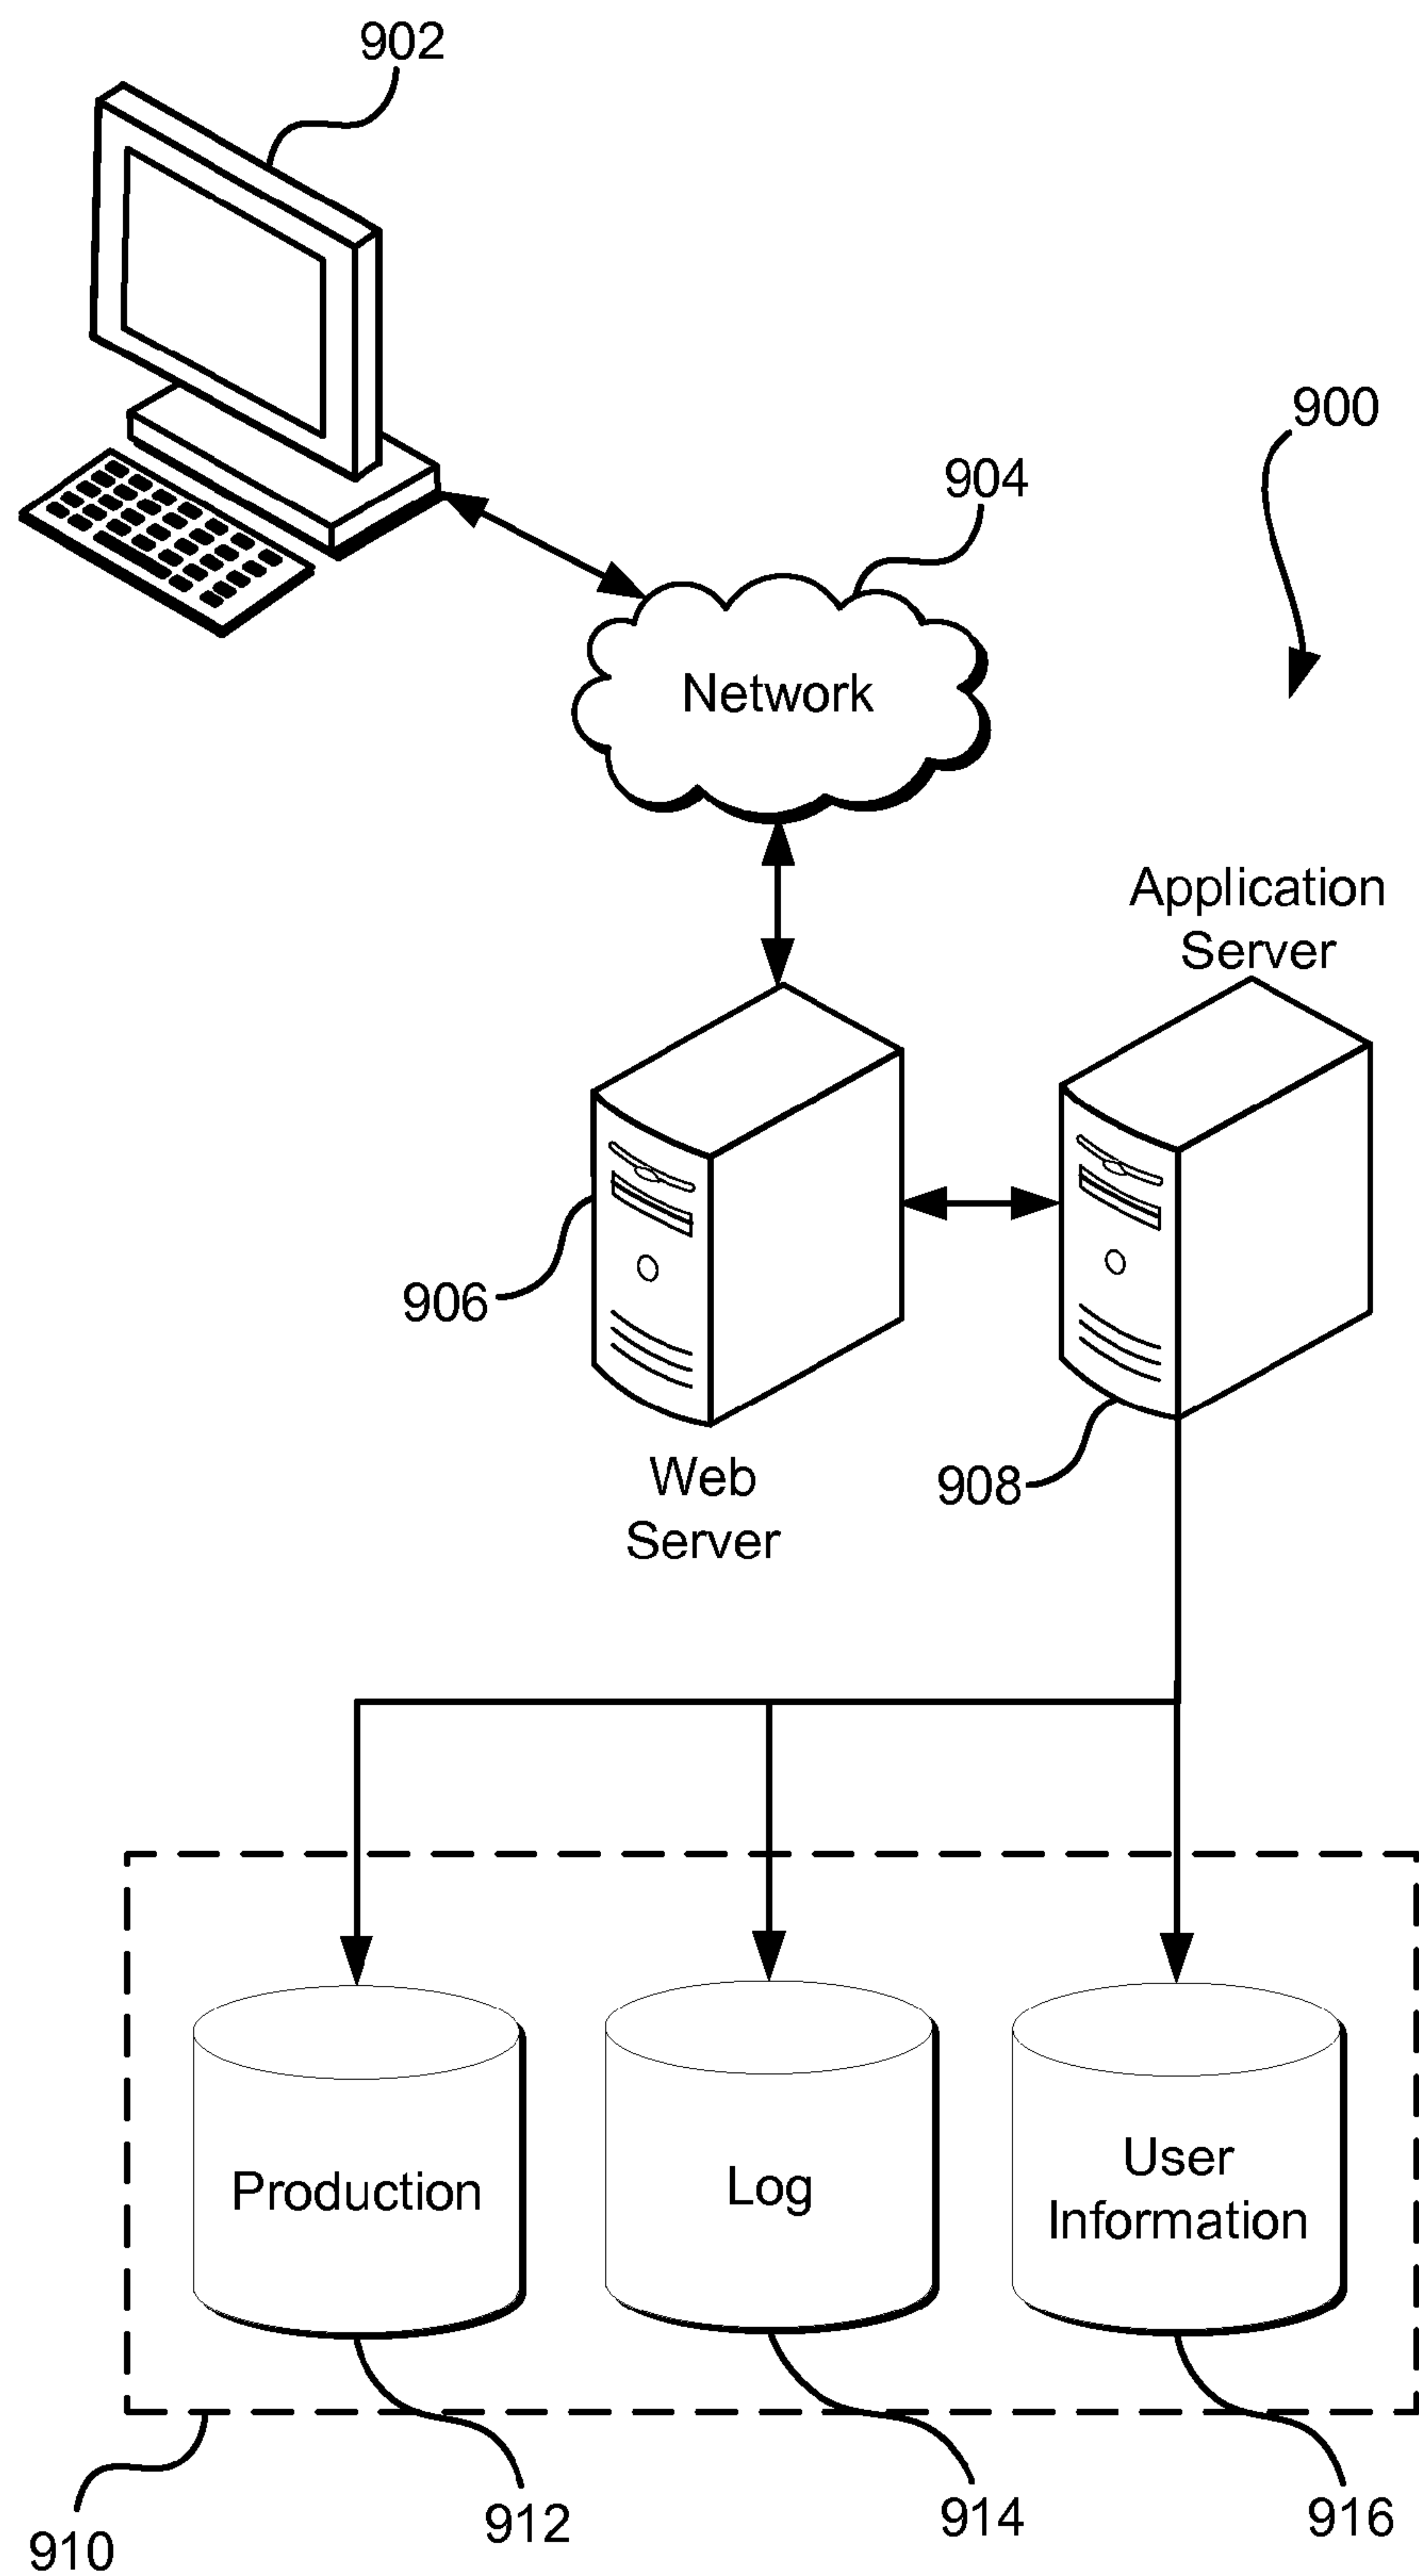 902
900
904
Network
Application
Server
906
Web
Server
908
Production
Log
User
Information
910
912
914
916